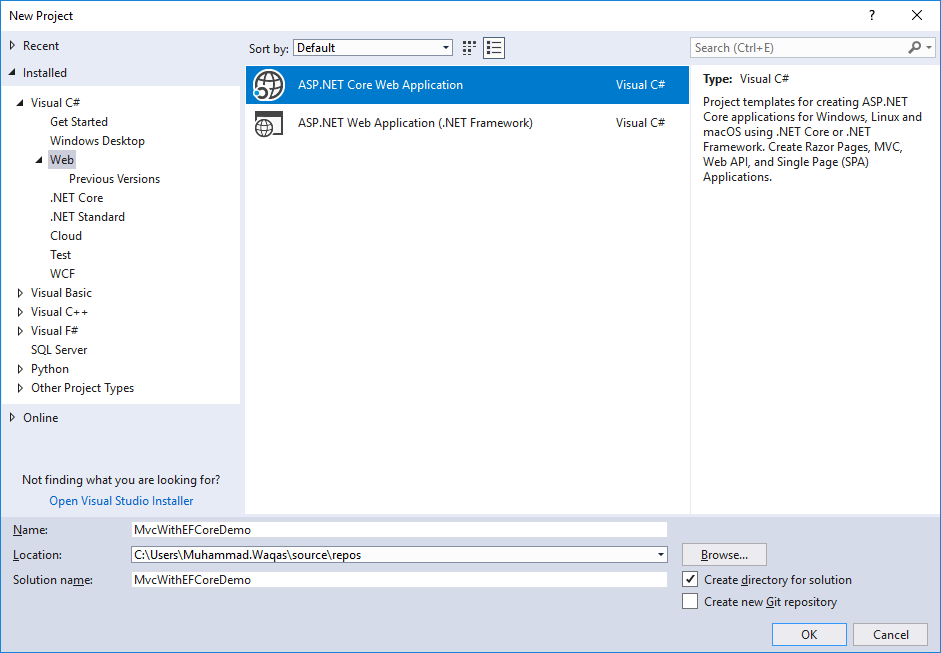 New Project
?
Recent
Installed
Visual C#
Get Started
Windows Desktop
Web
Previous Versions
.NET Core
.NET Standard
Cloud
Test
WCF
Visual Basic
Visual C++
Visual F#
SQL Server
Python
Other Project Types
Online
Not finding what you are looking for?
Open Visual Studio Installer
Sort by: Default
ASP.NET Core Web Application Visual C#
ASP.NET Web Application (.NET Framework) Visual C#
Search (Ctrl+E)
Type: Visual C#
Project templates for creating ASP.NET
Core applications for Windows, Linux and
macOS using .NET Core or .NET
Framework. Create Razor Pages, MVC,
Web API, and Single Page (SPA)
Applications.
Name: MvcWithEFCoreDemo
Location: C:\Users\Muhammad.Waqas\source\repos
Browse...
Solution name: MvcWithEFCoreDemo
Create directory for solution
Create new Git repository
OK Cancel